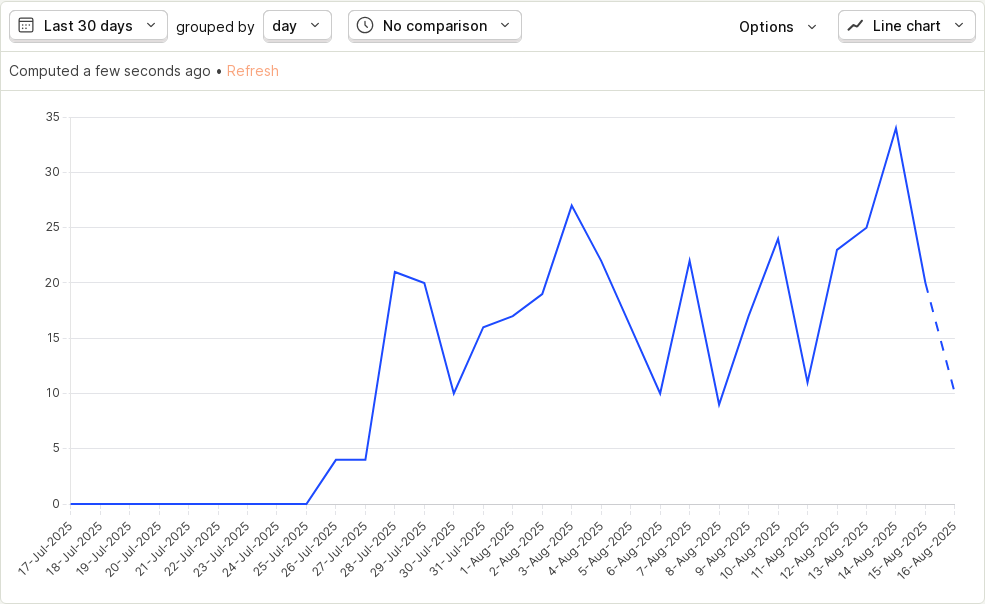 Last 30 days grouped by day No comparison Options Line chart
Computed a few seconds ago • Refresh
35
30
25
20
15
10
5
0
17-Jul-2025
18-Jul-2025
19-Jul-2025
20-Jul-2025
21-Jul-2025
22-Jul-2025
23-Jul-2025
24-Jul-2025
25-Jul-2025
26-Jul-2025
27-Jul-2025
28-Jul-2025
29-Jul-2025
30-Jul-2025
31-Jul-2025
1-Aug-2025
2-Aug-2025
3-Aug-2025
4-Aug-2025
5-Aug-2025
6-Aug-2025
7-Aug-2025
8-Aug-2025
9-Aug-2025
10-Aug-2025
11-Aug-2025
12-Aug-2025
13-Aug-2025
14-Aug-2025
15-Aug-2025
16-Aug-2025